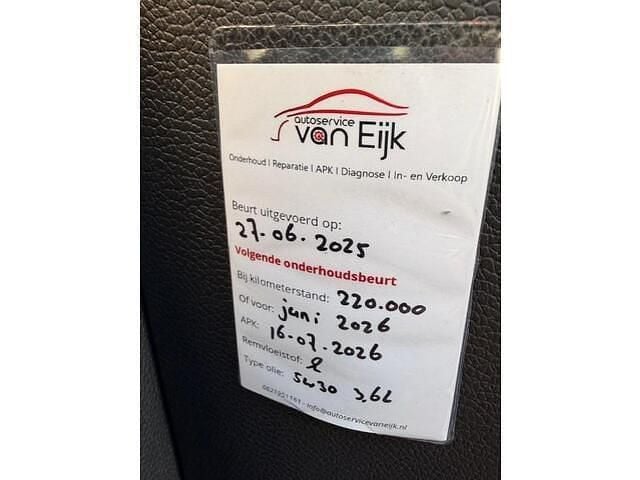 autoservice
van Eijk
Onderhoud | Reparatie | APK | Diagnose | In- en Verkoop
Beurt uitgevoerd op:
27-06-2025
Volgende onderhoudsbeurt
Bij kilometerstand: 220.000
Of voor: juni 2026
APK: 16-07-2026
Remvloeistof:
Type olie: 5w30 3,6L
info@autoservicevaneijk.nl